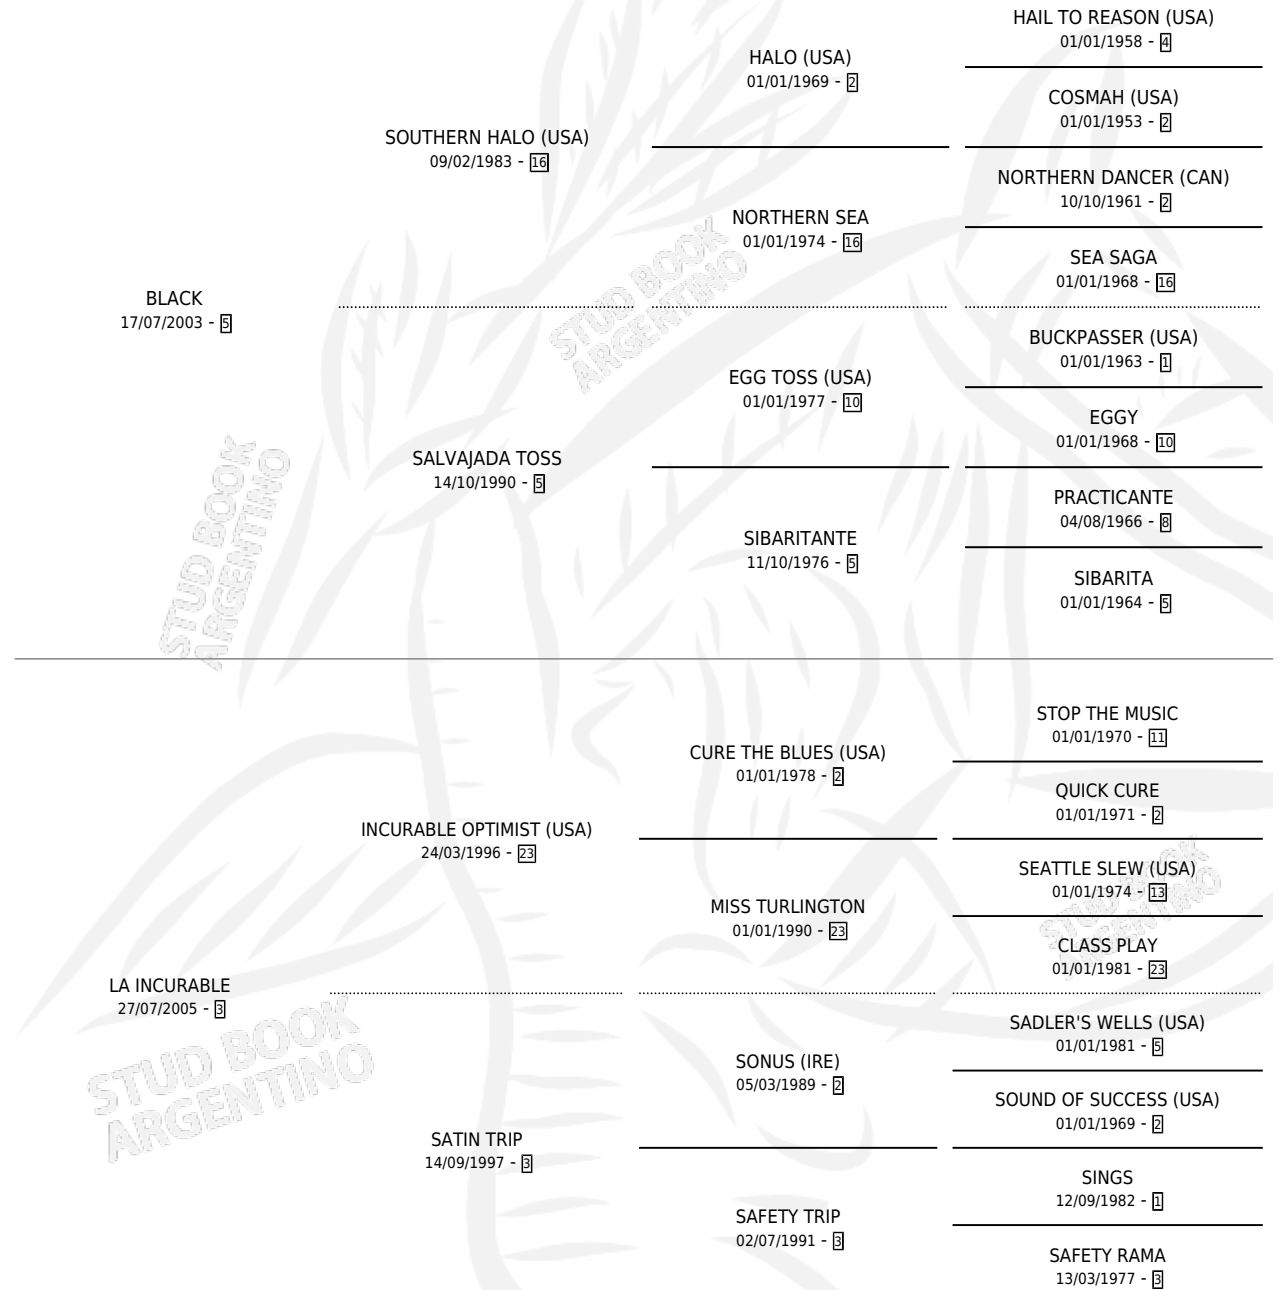 HAIL TO REASON (USA)
01/01/1958 - 4
HALO (USA)
01/01/1969 - 2
COSMAH (USA)
01/01/1953 - 2
SOUTHERN HALO (USA)
09/02/1983 - 16
NORTHERN DANCER (CAN)
10/10/1961 - 2
NORTHERN SEA
01/01/1974 - 16
SEA SAGA
01/01/1968 - 16
BLACK
17/07/2003 - 5
STUD BOOK
ARGENTINO
BUCKPASSER (USA)
01/01/1963 - 1
EGG TOSS (USA)
01/01/1977 - 10
EGGY
01/01/1968 - 10
SALVAJADA TOSS
14/10/1990 - 5
PRACTICANTE
04/08/1966 - 8
SIBARITANTE
11/10/1976 - 5
SIBARITA
01/01/1964 - 5
STUD BOOK
ARGENTINO
STOP THE MUSIC
01/01/1970 - 11
CURE THE BLUES (USA)
01/01/1978 - 2
QUICK CURE
01/01/1971 - 2
INCURABLE OPTIMIST (USA)
24/03/1996 - 23
SEATTLE SLEW (USA)
01/01/1974 - 13
MISS TURLINGTON
01/01/1990 - 23
CLASS PLAY
01/01/1981 - 23
STUD BOOK
ARGENTINO
LA INCURABLE
27/07/2005 - 3
SADLER'S WELLS (USA)
01/01/1981 - 5
SONUS (IRE)
05/03/1989 - 2
SOUND OF SUCCESS (USA)
01/01/1969 - 2
STUD BOOK
ARGENTINO
SATIN TRIP
14/09/1997 - 3
SINGS
12/09/1982 - 1
SAFETY TRIP
02/07/1991 - 3
SAFETY RAMA
13/03/1977 - 3